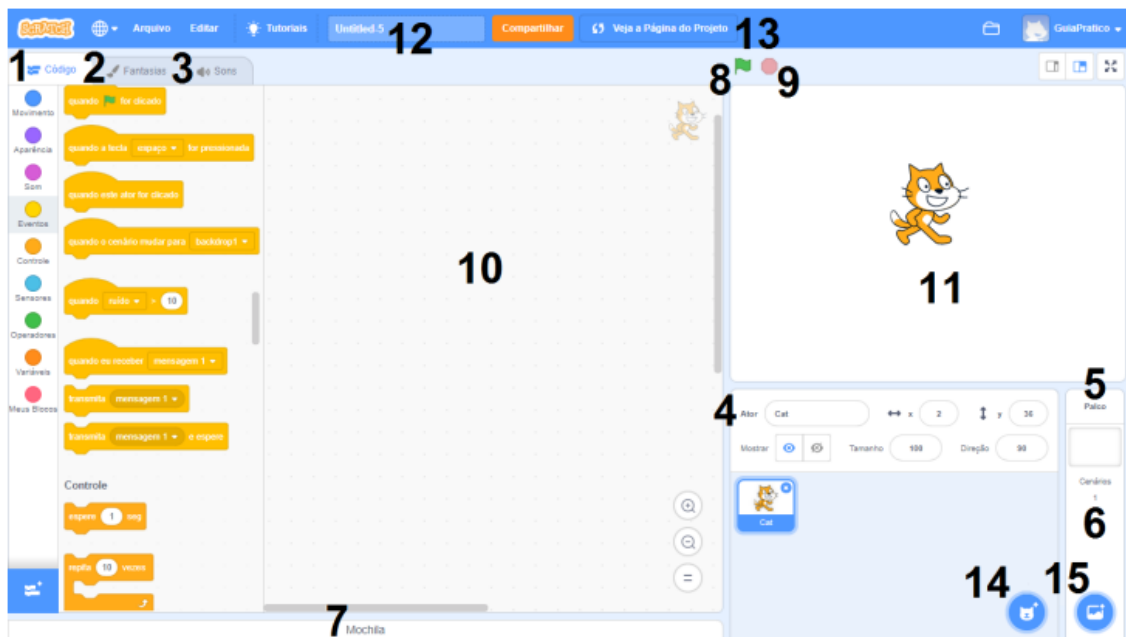 SCRATCH Arquivo Editar Tutoriais Untitled-5 12 Compartilhar Veja a Página do Projeto 13 GuiaPratico
1 Código 2 Fantasias 3 Sons 8 9
Movimento
Aparência
Som
Eventos
Controle
Sensores
Operadores
Variáveis
Meus Blocos
quando for clicado
quando a tecla espaço for pressionada
quando este ator for clicado
quando o cenário mudar para backdrop1
quando ruído > 10
quando eu receber mensagem 1
transmita mensagem 1
transmita mensagem 1 e espere
Controle
espere 1 seg
repita 10 vezes
10
11
4 Ator Cat x 2 y 36
Mostrar Tamanho 100 Direção 90
Cat
5
Palco
Cenários
1
6
14 15
7 Mochila